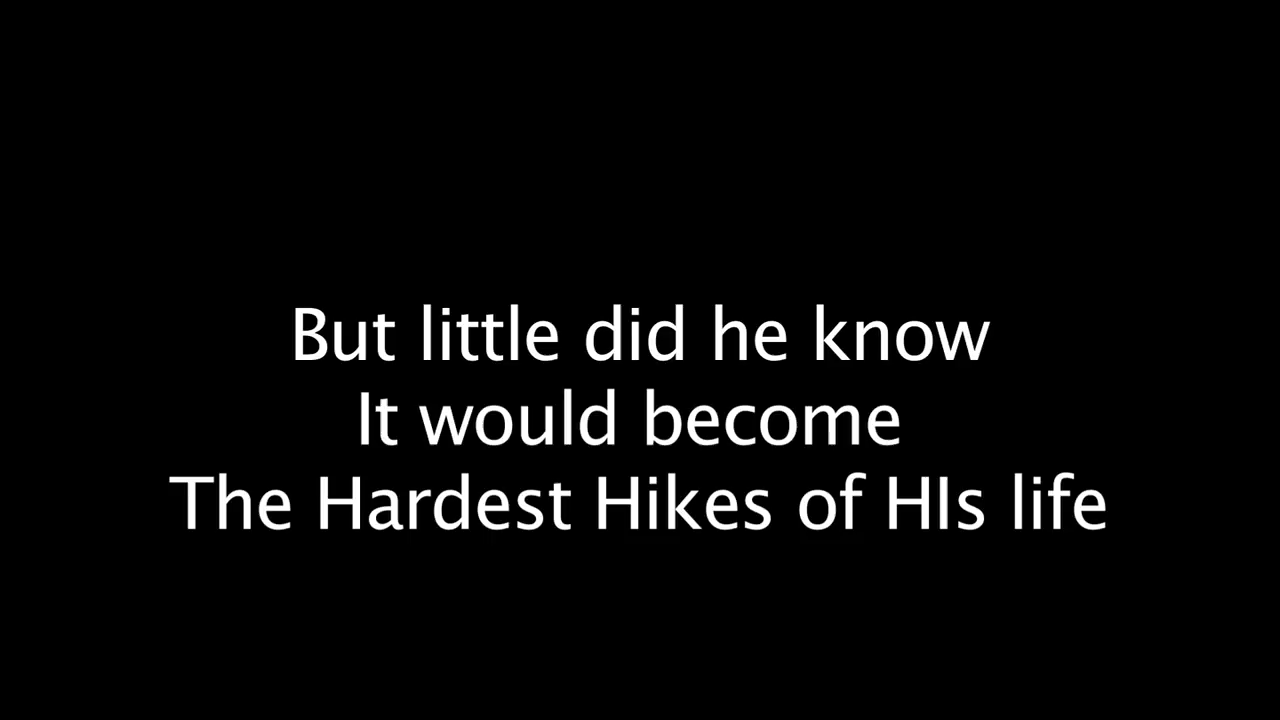 But little did he know
It would become
The Hardest Hikes of HIs life